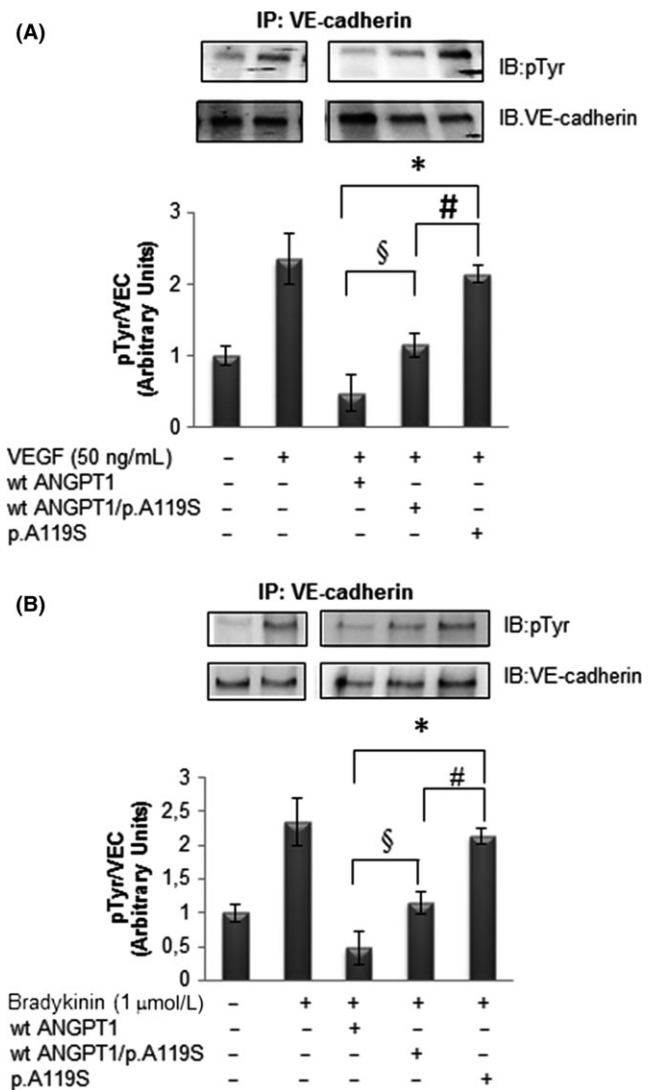 (A)
IP: VE-cadherin
IB:pTyr
IB.VE-cadherin
*
#
§
3
2
1
0
pTyr/VEC
(Arbitrary Units)
VEGF (50 ng/mL) – + + + +
wt ANGPT1 – – + – –
wt ANGPT1/p.A119S – – – + –
p.A119S – – – – +
(B)
IP: VE-cadherin
IB:pTyr
IB:VE-cadherin
*
#
§
3
2,5
2
1,5
1
0,5
0
pTyr/VEC
(Arbitrary Units)
Bradykinin (1 µmol/L) – + + + +
wt ANGPT1 – – + – –
wt ANGPT1/p.A119S – – – + –
p.A119S – – – – +